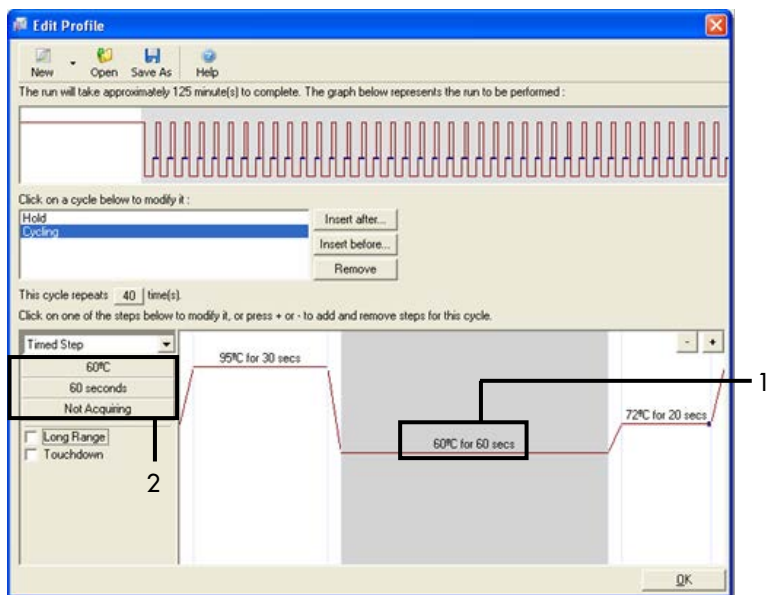 Edit Profile
New Open Save As Help
The run will take approximately 125 minute(s) to complete. The graph below represents the run to be performed :
Click on a cycle below to modify it :
Hold
Cycling
Insert after...
Insert before...
Remove
This cycle repeats 40 time(s).
Click on one of the steps below to modify it, or press + or - to add and remove steps for this cycle.
Timed Step
- +
60ºC
60 seconds
Not Acquiring
Long Range
Touchdown
95ºC for 30 secs
60ºC for 60 secs
72ºC for 20 secs
1
2
OK